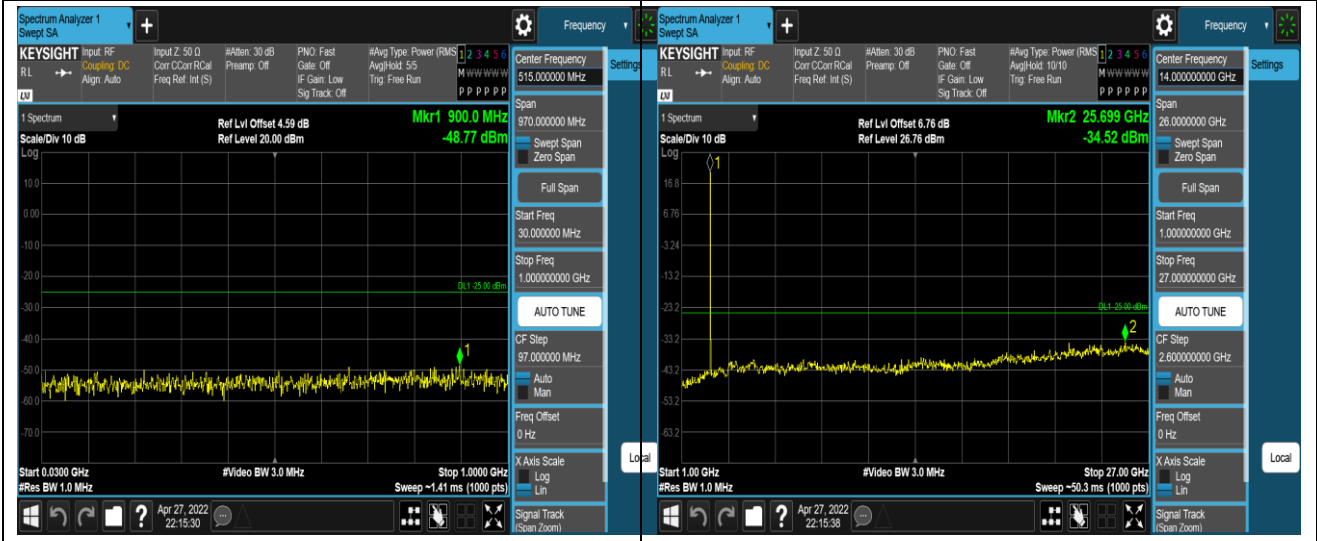 Spectrum Analyzer 1
Swept SA
+
Frequency
KEYSIGHT
RL
LXI
Input: RF
Coupling: DC
Align: Auto
Input Z: 50 Ω
Corr CCorr RCal
Freq Ref: Int (S)
#Atten: 30 dB
Preamp: Off
PNO: Fast
Gate: Off
IF Gain: Low
Sig Track: Off
#Avg Type: Power (RMS
Avg|Hold: 5/5
Trig: Free Run
1 2 3 4 5 6
M W W W W W
P P P P P P
Center Frequency
515.000000 MHz
Settings
1 Spectrum
Scale/Div 10 dB
Log
Ref Lvl Offset 4.59 dB
Ref Level 20.00 dBm
Mkr1 900.0 MHz
-48.77 dBm
10.0
0.00
-10.0
-20.0
-30.0
-40.0
-50.0
-60.0
-70.0
DL1 -25.00 dBm
1
Start 0.0300 GHz
#Res BW 1.0 MHz
#Video BW 3.0 MHz
Stop 1.0000 GHz
Sweep ~1.41 ms (1000 pts)
Span
970.000000 MHz
Swept Span
Zero Span
Full Span
Start Freq
30.000000 MHz
Stop Freq
1.000000000 GHz
AUTO TUNE
CF Step
97.000000 MHz
Auto
Man
Freq Offset
0 Hz
X Axis Scale
Log
Lin
Signal Track
(Span Zoom)
Local
?
Apr 27, 2022
22:15:30
Spectrum Analyzer 1
Swept SA
+
Frequency
KEYSIGHT
RL
LXI
Input: RF
Coupling: DC
Align: Auto
Input Z: 50 Ω
Corr CCorr RCal
Freq Ref: Int (S)
#Atten: 30 dB
Preamp: Off
PNO: Fast
Gate: Off
IF Gain: Low
Sig Track: Off
#Avg Type: Power (RMS
Avg|Hold: 10/10
Trig: Free Run
1 2 3 4 5 6
M W W W W W
P P P P P P
Center Frequency
14.000000000 GHz
Settings
1 Spectrum
Scale/Div 10 dB
Log
Ref Lvl Offset 6.76 dB
Ref Level 26.76 dBm
Mkr2 25.699 GHz
-34.52 dBm
16.8
6.76
-3.24
-13.2
-23.2
-33.2
-43.2
-53.2
-63.2
1
DL1 -25.00 dBm
2
Start 1.00 GHz
#Res BW 1.0 MHz
#Video BW 3.0 MHz
Stop 27.00 GHz
Sweep ~50.3 ms (1000 pts)
Span
26.0000000 GHz
Swept Span
Zero Span
Full Span
Start Freq
1.000000000 GHz
Stop Freq
27.000000000 GHz
AUTO TUNE
CF Step
2.600000000 GHz
Auto
Man
Freq Offset
0 Hz
X Axis Scale
Log
Lin
Signal Track
(Span Zoom)
Local
?
Apr 27, 2022
22:15:38